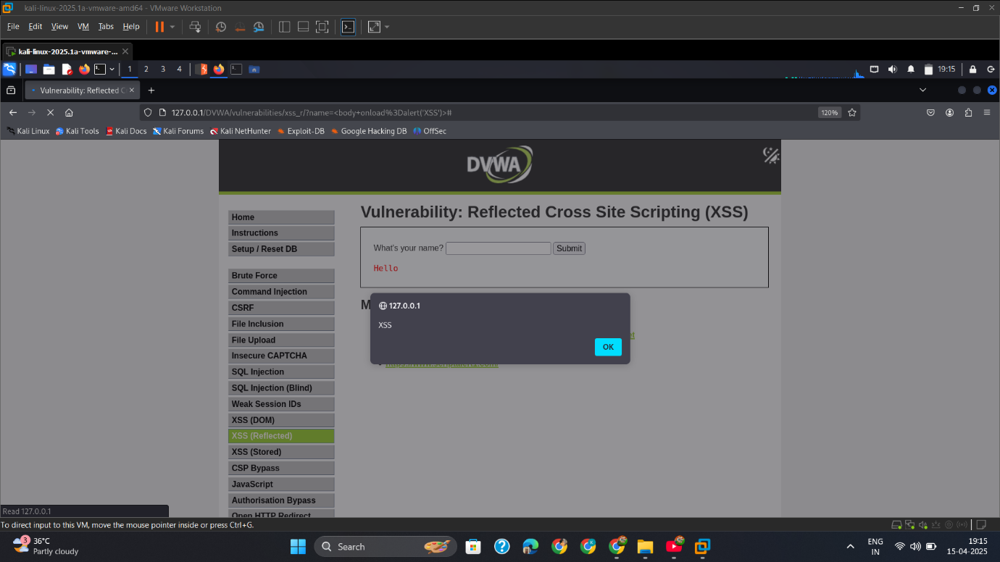 kali-linux-2025.1a-vmware-amd64 - VMware Workstation
File Edit View VM Tabs Help
kali-linux-2025.1a-vmware-...
1 2 3 4 19:15
Vulnerability: Reflected C
127.0.0.1/DVWA/vulnerabilities/xss_r/?name=<body+onload%3Dalert('XSS')># 120%
Kali Linux Kali Tools Kali Docs Kali Forums Kali NetHunter Exploit-DB Google Hacking DB OffSec
DVWA
Home
Instructions
Setup / Reset DB
Brute Force
Command Injection
CSRF
File Inclusion
File Upload
Insecure CAPTCHA
SQL Injection
SQL Injection (Blind)
Weak Session IDs
XSS (DOM)
XSS (Reflected)
XSS (Stored)
CSP Bypass
JavaScript
Authorisation Bypass
Open HTTP Redirect
Vulnerability: Reflected Cross Site Scripting (XSS)
What's your name? Submit
Hello
M
127.0.0.1
XSS
OK
Read 127.0.0.1
To direct input to this VM, move the mouse pointer inside or press Ctrl+G.
3 36°C
Partly cloudy
Search
ENG
IN
19:15
15-04-2025